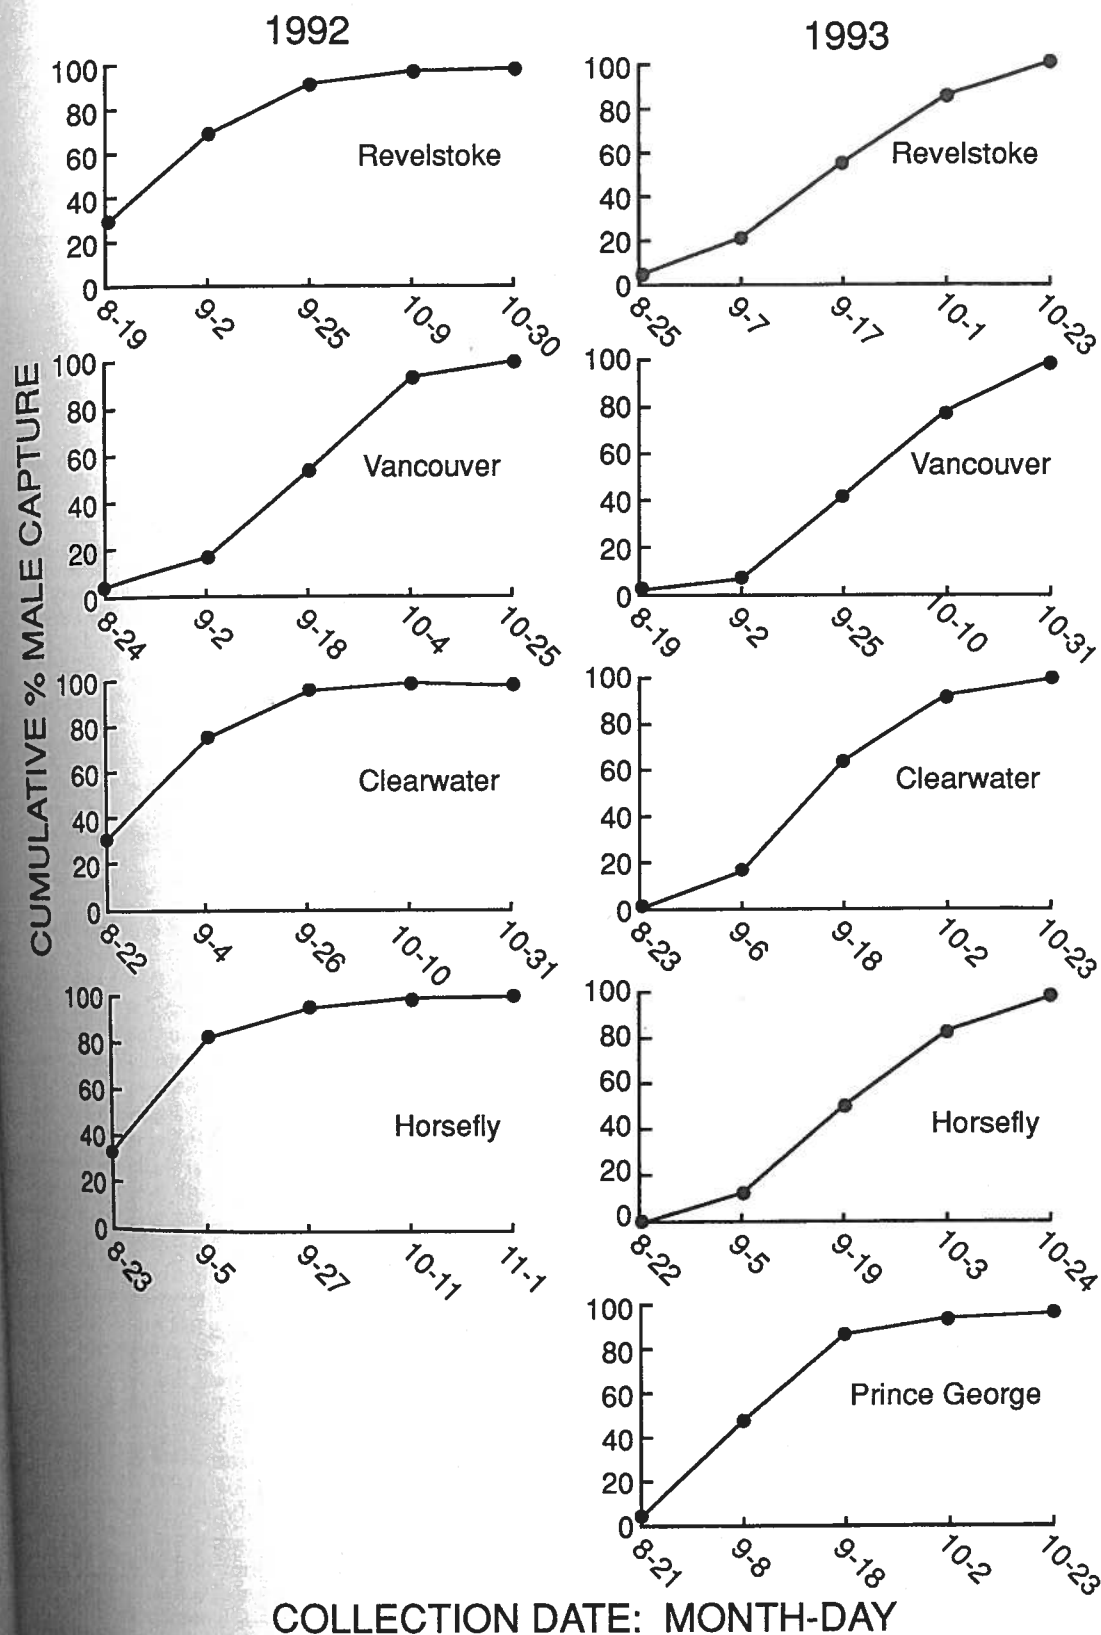 1992
100
80
60
40
20
0
Revelstoke
8-19 9-2 9-25 10-9 10-30
1993
100
80
60
40
20
0
Revelstoke
8-25 9-7 9-17 10-1 10-23
CUMULATIVE % MALE CAPTURE
100
80
60
40
20
0
Vancouver
8-24 9-2 9-18 10-4 10-25
100
80
60
40
20
0
Vancouver
8-19 9-2 9-25 10-10 10-31
100
80
60
40
20
0
Clearwater
8-22 9-4 9-26 10-10 10-31
100
80
60
40
20
0
Clearwater
8-23 9-6 9-18 10-2 10-23
100
80
60
40
20
0
Horsefly
8-23 9-5 9-27 10-11 11-1
100
80
60
40
20
0
Horsefly
8-22 9-5 9-19 10-3 10-24
100
80
60
40
20
0
Prince George
8-21 9-8 9-18 10-2 10-23
COLLECTION DATE: MONTH-DAY